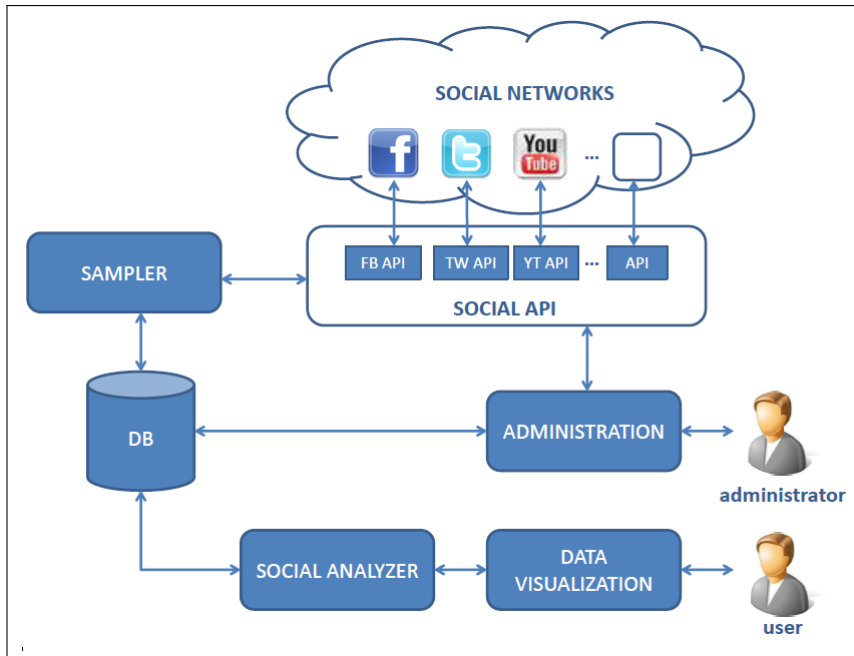 SOCIAL NETWORKS
f
t
You
Tube
...
SAMPLER
FB API
TW API
YT API
...
API
SOCIAL API
DB
ADMINISTRATION
administrator
SOCIAL ANALYZER
DATA
VISUALIZATION
user